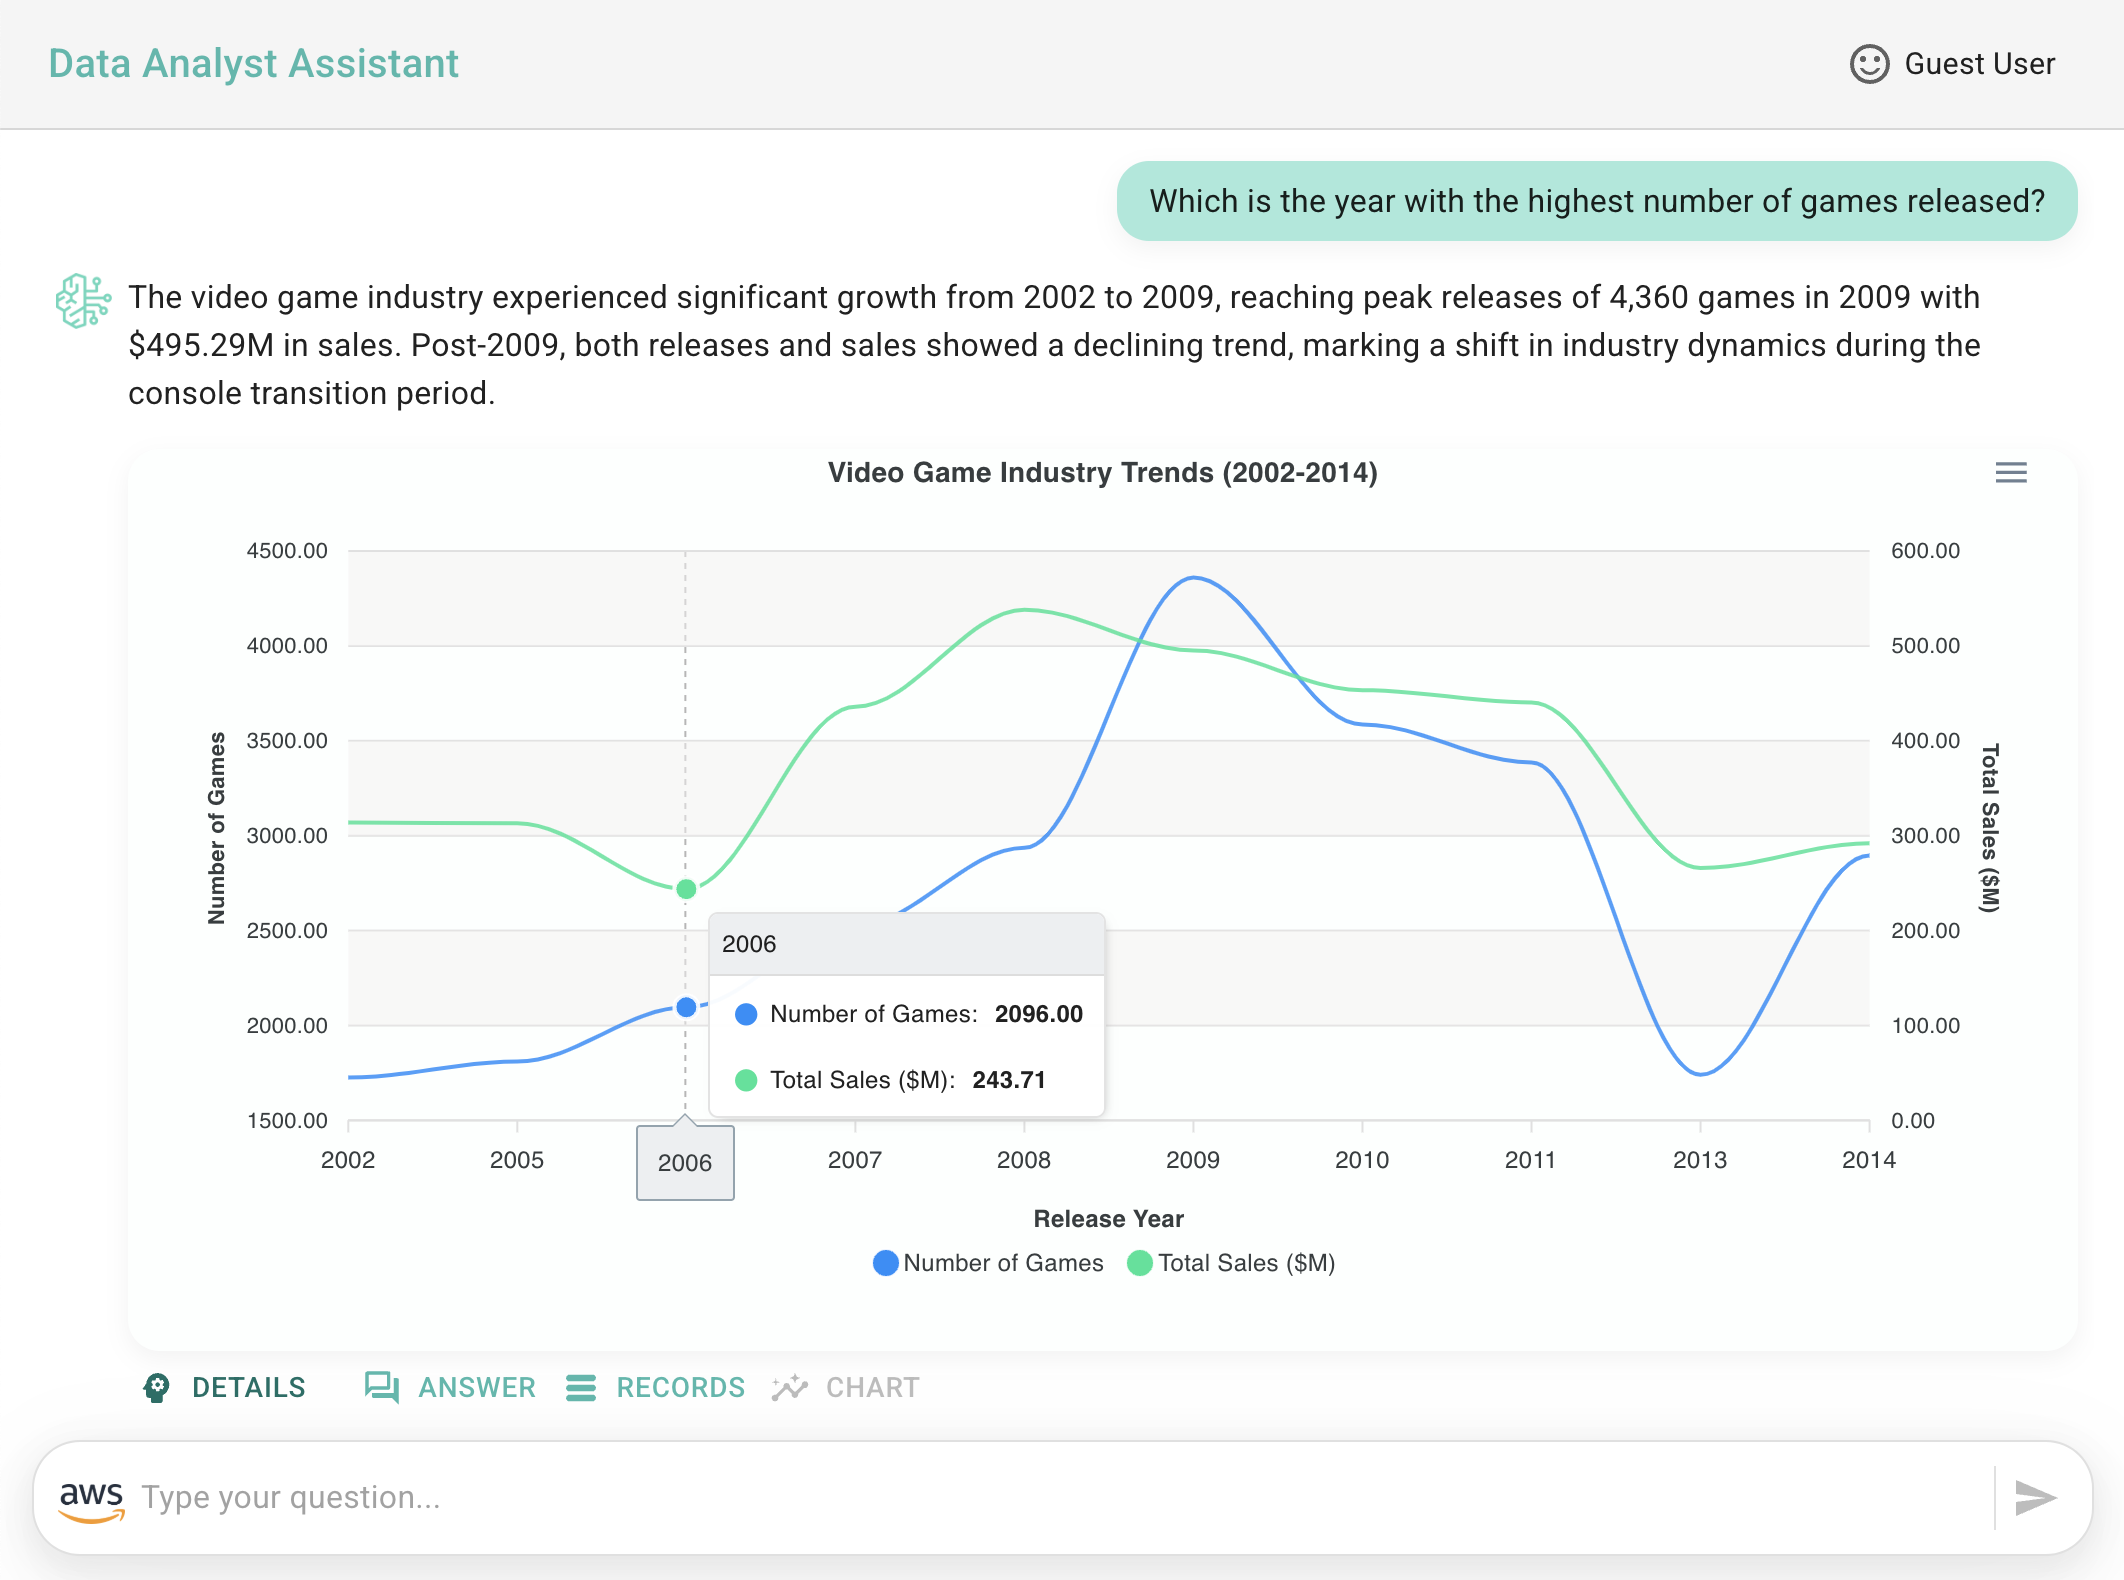 Data Analyst Assistant
Guest User
Which is the year with the highest number of games released?
The video game industry experienced significant growth from 2002 to 2009, reaching peak releases of 4,360 games in 2009 with
$495.29M in sales. Post-2009, both releases and sales showed a declining trend, marking a shift in industry dynamics during the
console transition period.
Video Game Industry Trends (2002-2014)
4500.00
4000.00
3500.00
3000.00
2500.00
2000.00
1500.00
Number of Games
600.00
500.00
400.00
300.00
200.00
100.00
0.00
Total Sales ($M)
2006
Number of Games: 2096.00
Total Sales ($M): 243.71
2002 2005 2006 2007 2008 2009 2010 2011 2013 2014
Release Year
Number of Games Total Sales ($M)
DETAILS ANSWER RECORDS CHART
aws Type your question...